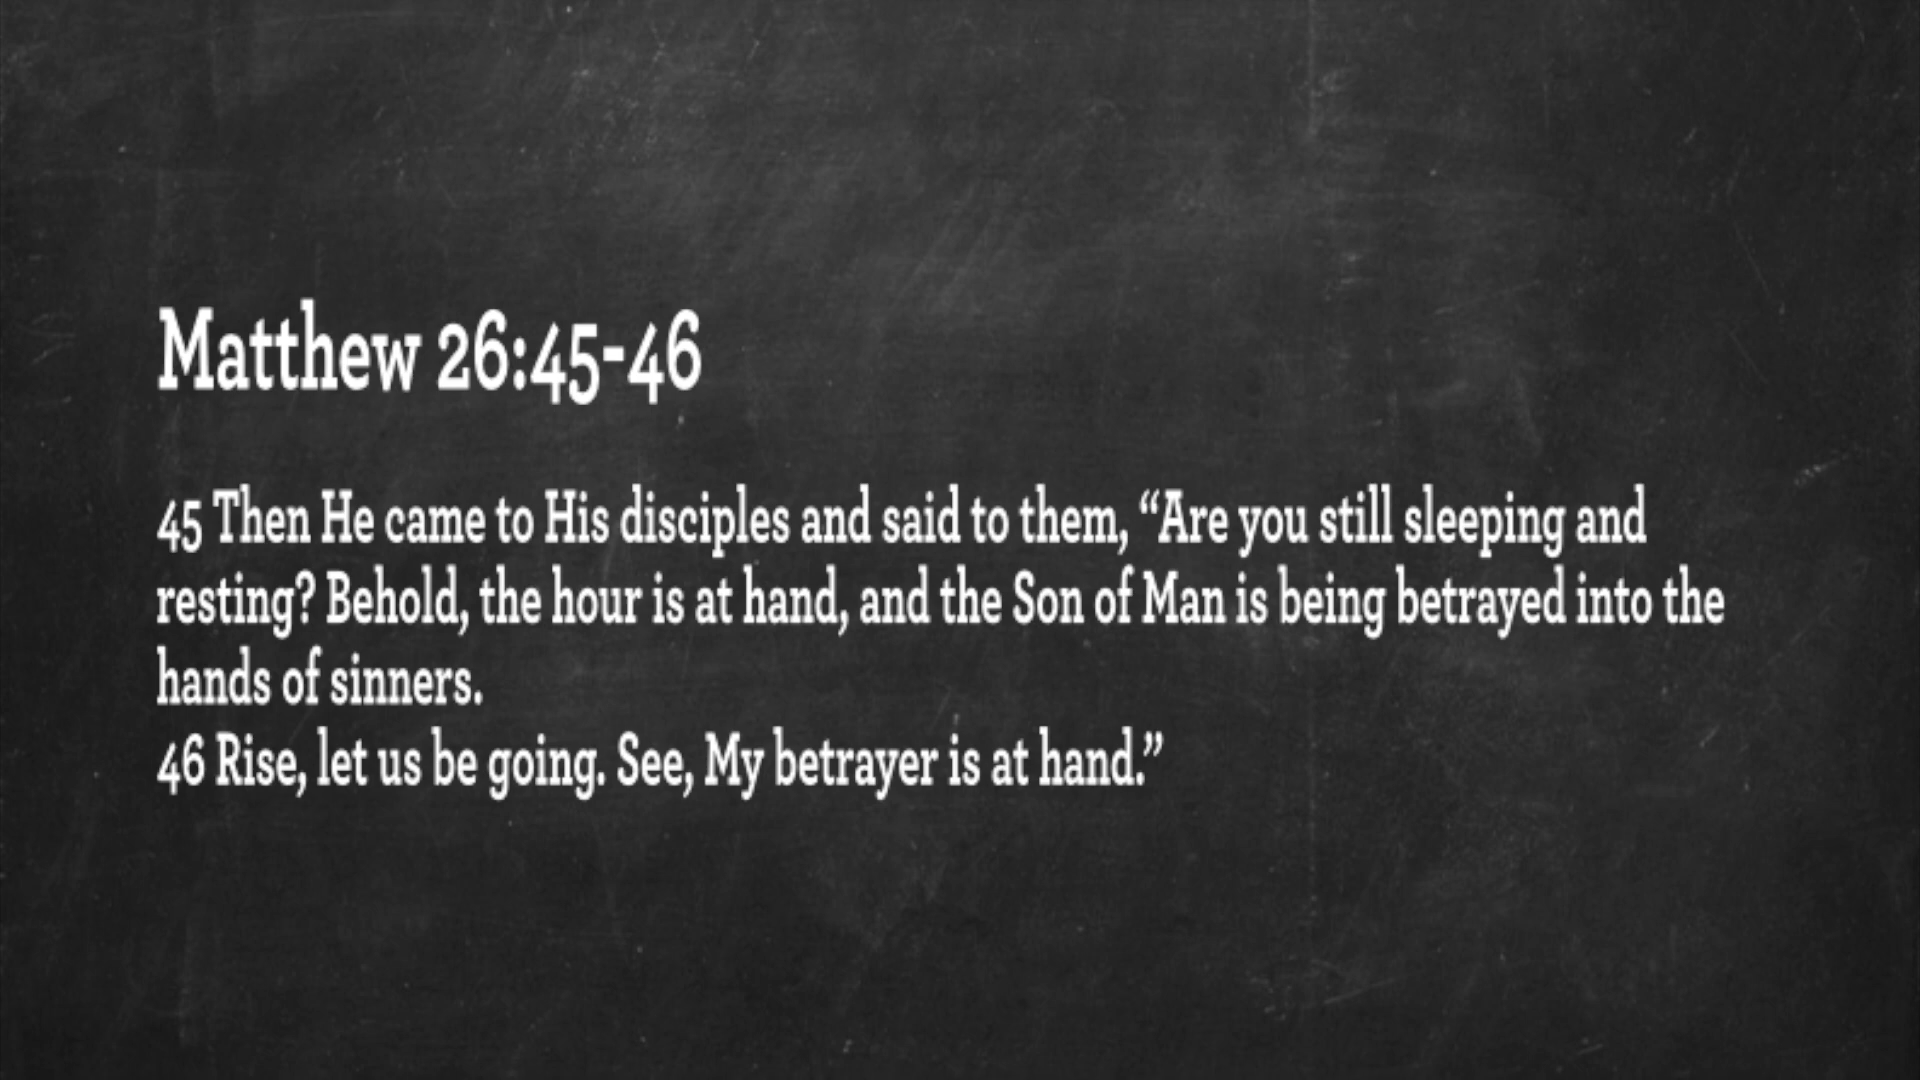 Matthew 26:45-46
45 Then He came to His disciples and said to them, “Are you still sleeping and
resting? Behold, the hour is at hand, and the Son of Man is being betrayed into the
hands of sinners.
46 Rise, let us be going. See, My betrayer is at hand.”